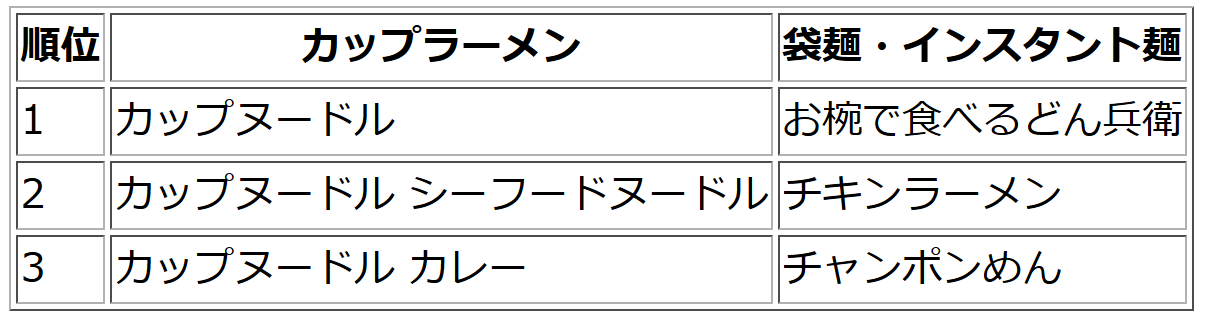 順位 カップラーメン 袋麺・インスタント麺
1 カップヌードル お椀で食べるどん兵衛
2 カップヌードル シーフードヌードル チキンラーメン
3 カップヌードル カレー チャンポンめん